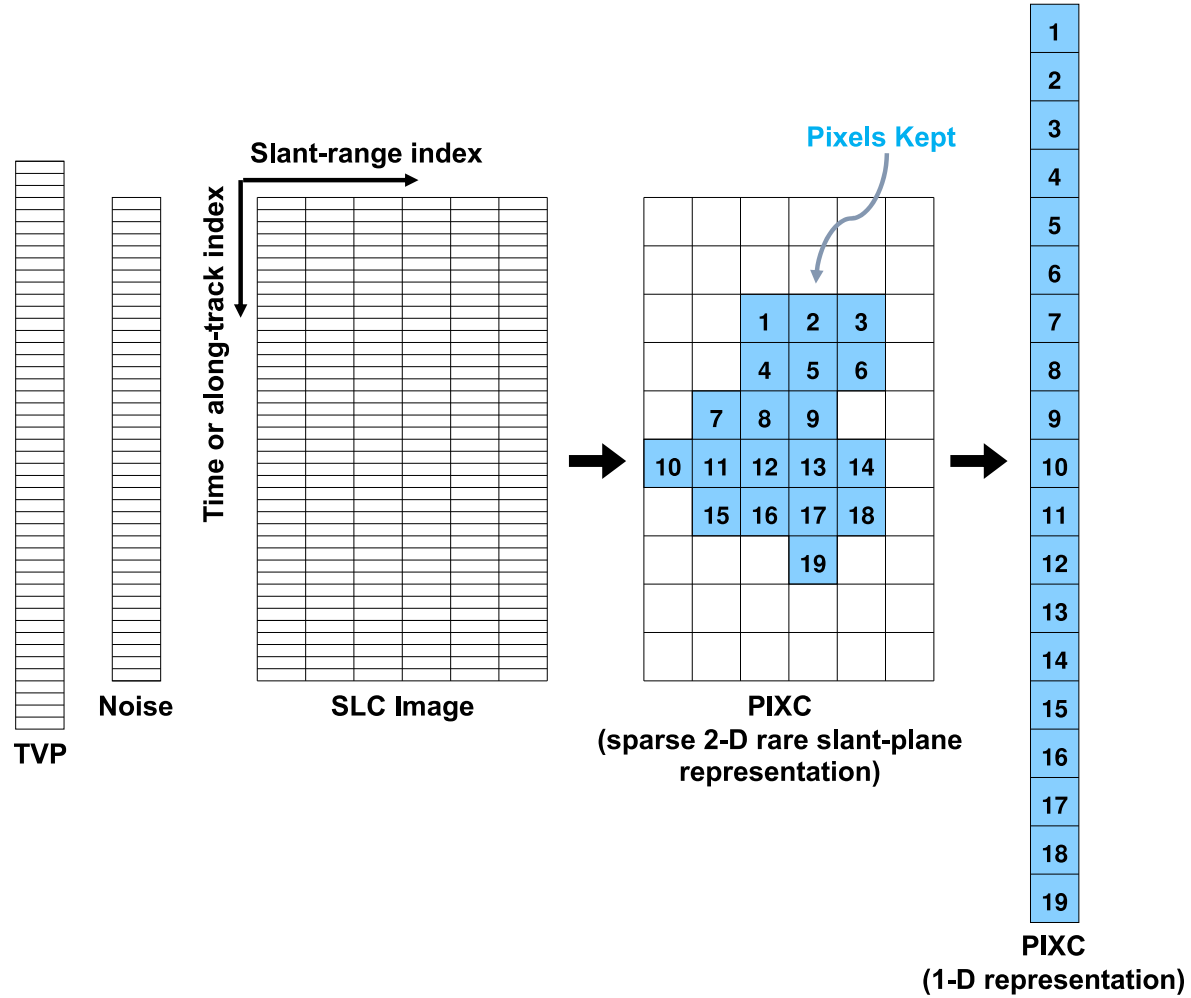 Slant-range index
Time or along-track index
TVP
Noise
SLC Image
Pixels Kept
1 2 3
4 5 6
7 8 9
10 11 12 13 14
15 16 17 18
19
PIXC
(sparse 2-D rare slant-plane
representation)
1
2
3
4
5
6
7
8
9
10
11
12
13
14
15
16
17
18
19
PIXC
(1-D representation)